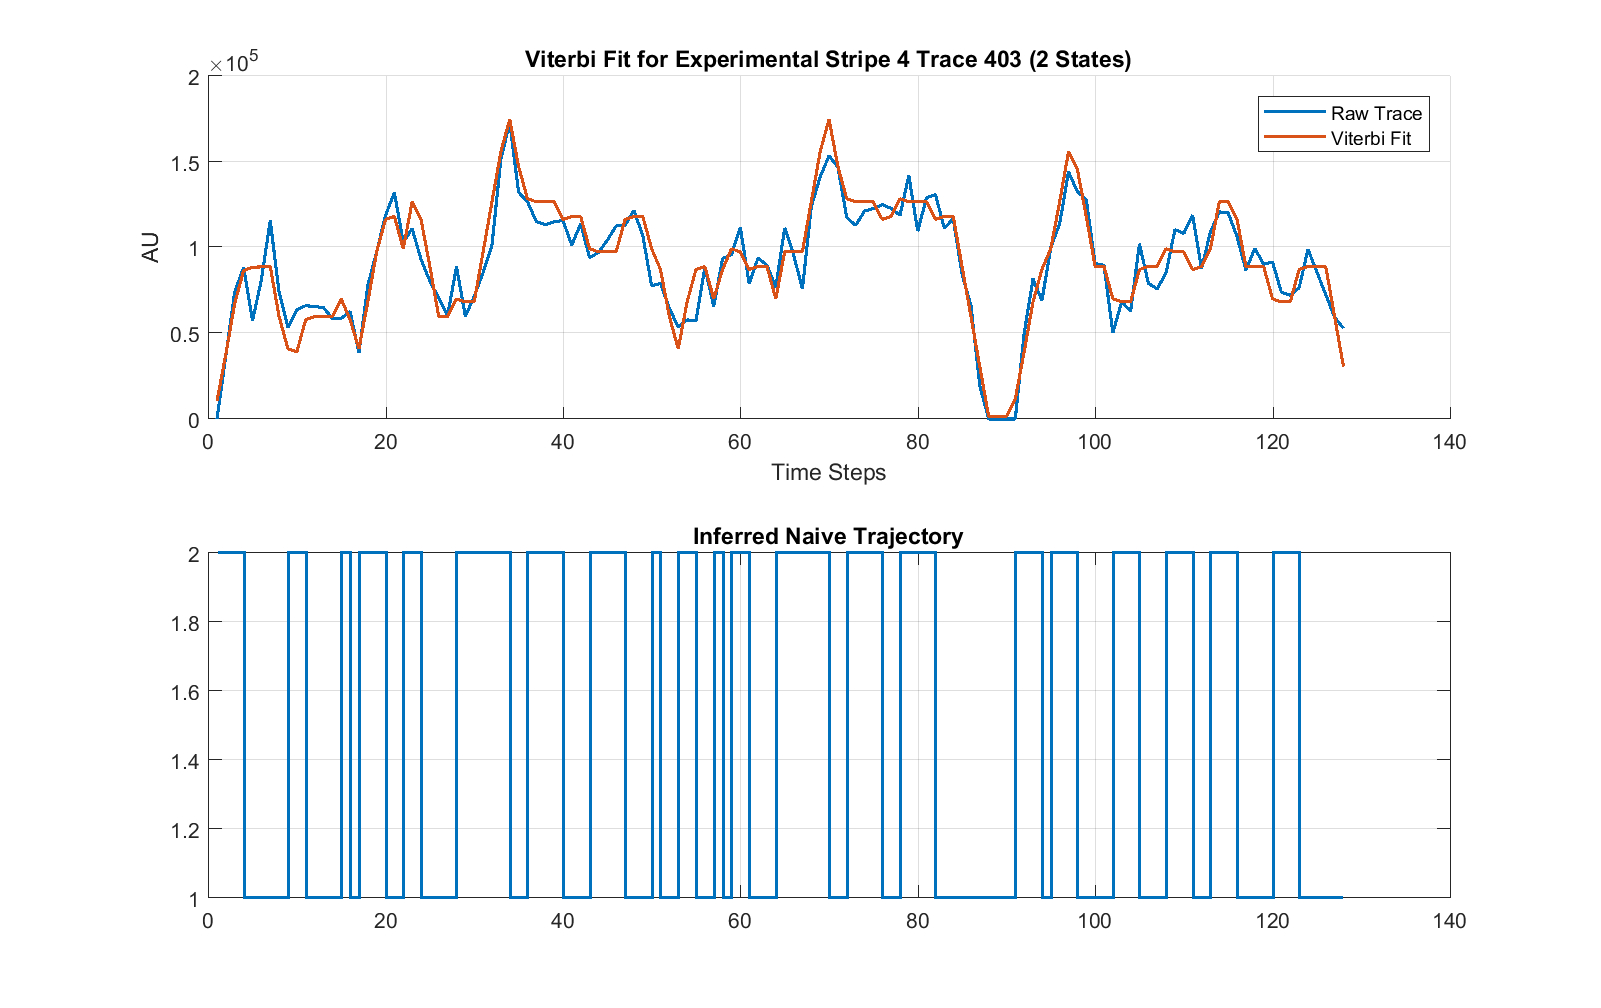 Viterbi Fit for Experimental Stripe 4 Trace 403 (2 States)
×10^5
2
1.5
1
0.5
0
AU
Raw Trace
Viterbi Fit
0 20 40 60 80 100 120 140
Time Steps
Inferred Naive Trajectory
2
1.8
1.6
1.4
1.2
1
0 20 40 60 80 100 120 140